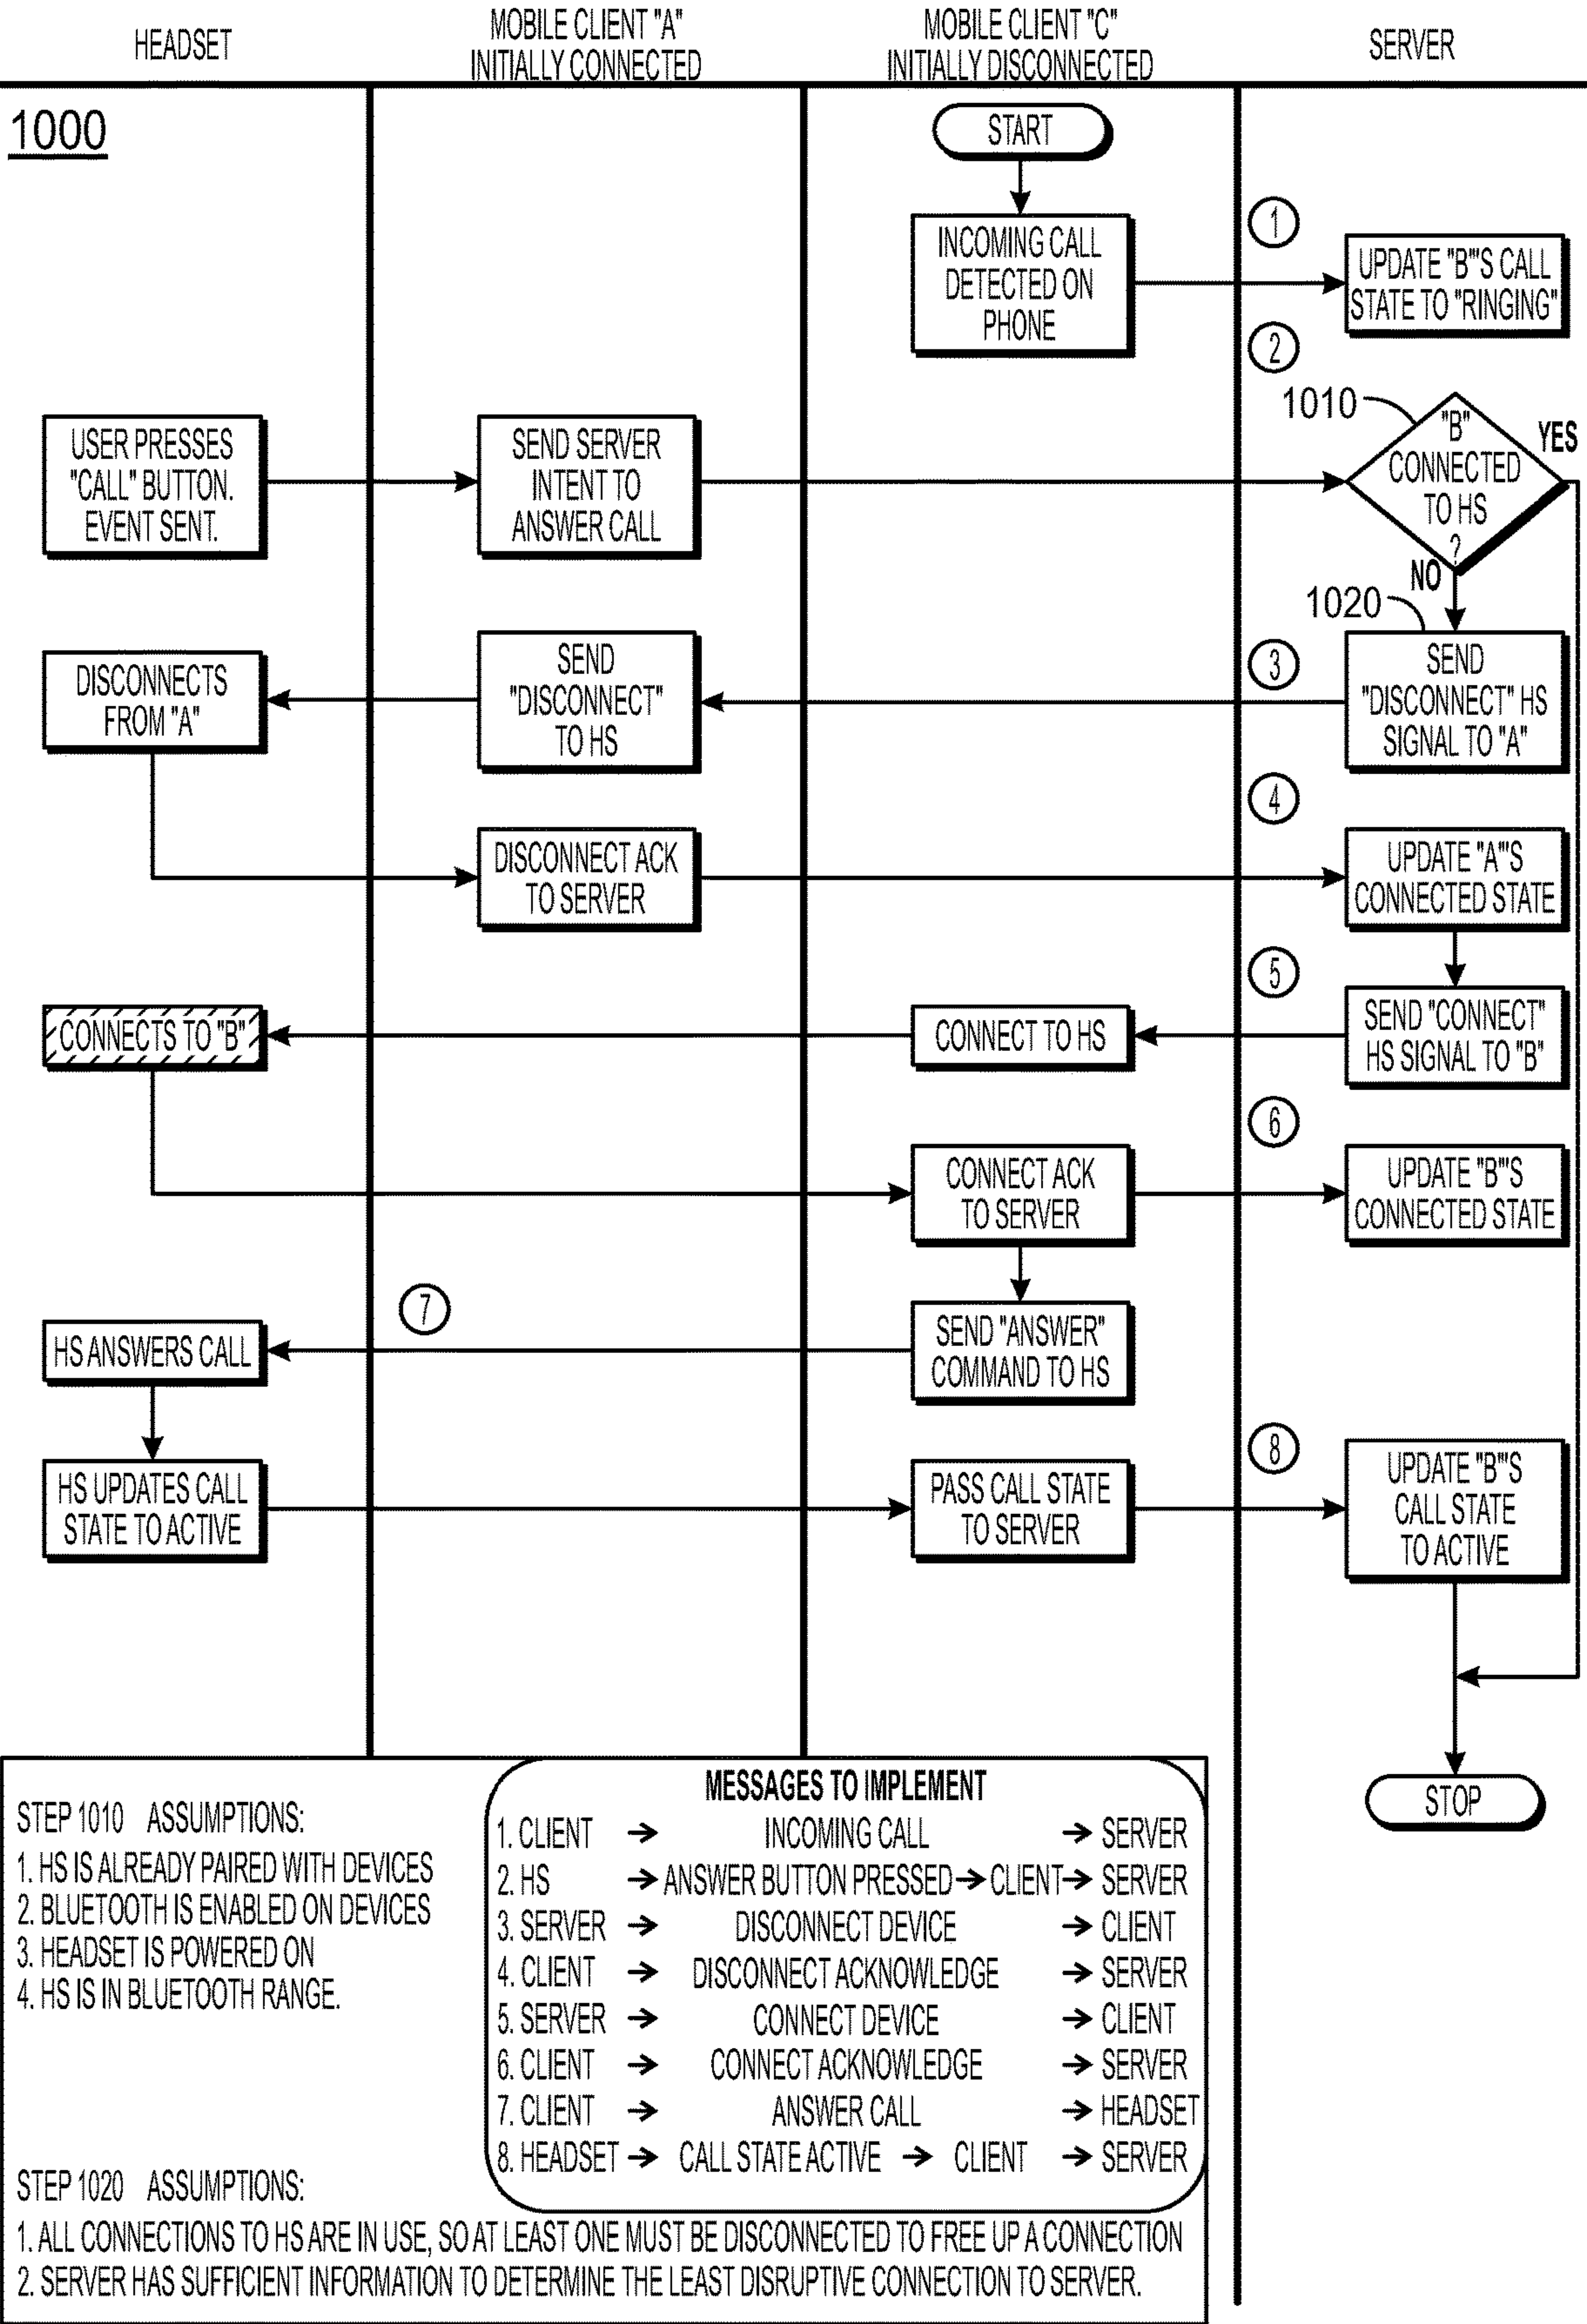 HEADSET
MOBILE CLIENT "A"
INITIALLY CONNECTED
MOBILE CLIENT "C"
INITIALLY DISCONNECTED
SERVER
1000
START
INCOMING CALL
DETECTED ON
PHONE
1
UPDATE "B"'S CALL
STATE TO "RINGING"
2
USER PRESSES
"CALL" BUTTON.
EVENT SENT.
SEND SERVER
INTENT TO
ANSWER CALL
1010
"B"
CONNECTED
TO HS
?
YES
NO
1020
DISCONNECTS
FROM "A"
SEND
"DISCONNECT"
TO HS
3
SEND
"DISCONNECT" HS
SIGNAL TO "A"
4
DISCONNECT ACK
TO SERVER
UPDATE "A"'S
CONNECTED STATE
5
CONNECTS TO "B"
CONNECT TO HS
SEND "CONNECT"
HS SIGNAL TO "B"
6
CONNECT ACK
TO SERVER
UPDATE "B"'S
CONNECTED STATE
7
HS ANSWERS CALL
SEND "ANSWER"
COMMAND TO HS
8
HS UPDATES CALL
STATE TO ACTIVE
PASS CALL STATE
TO SERVER
UPDATE "B"'S
CALL STATE
TO ACTIVE
STOP
STEP 1010 ASSUMPTIONS:
1. HS IS ALREADY PAIRED WITH DEVICES
2. BLUETOOTH IS ENABLED ON DEVICES
3. HEADSET IS POWERED ON
4. HS IS IN BLUETOOTH RANGE.
MESSAGES TO IMPLEMENT
1. CLIENT → INCOMING CALL → SERVER
2. HS → ANSWER BUTTON PRESSED → CLIENT → SERVER
3. SERVER → DISCONNECT DEVICE → CLIENT
4. CLIENT → DISCONNECT ACKNOWLEDGE → SERVER
5. SERVER → CONNECT DEVICE → CLIENT
6. CLIENT → CONNECT ACKNOWLEDGE → SERVER
7. CLIENT → ANSWER CALL → HEADSET
8. HEADSET → CALL STATE ACTIVE → CLIENT → SERVER
STEP 1020 ASSUMPTIONS:
1. ALL CONNECTIONS TO HS ARE IN USE, SO AT LEAST ONE MUST BE DISCONNECTED TO FREE UP A CONNECTION
2. SERVER HAS SUFFICIENT INFORMATION TO DETERMINE THE LEAST DISRUPTIVE CONNECTION TO SERVER.